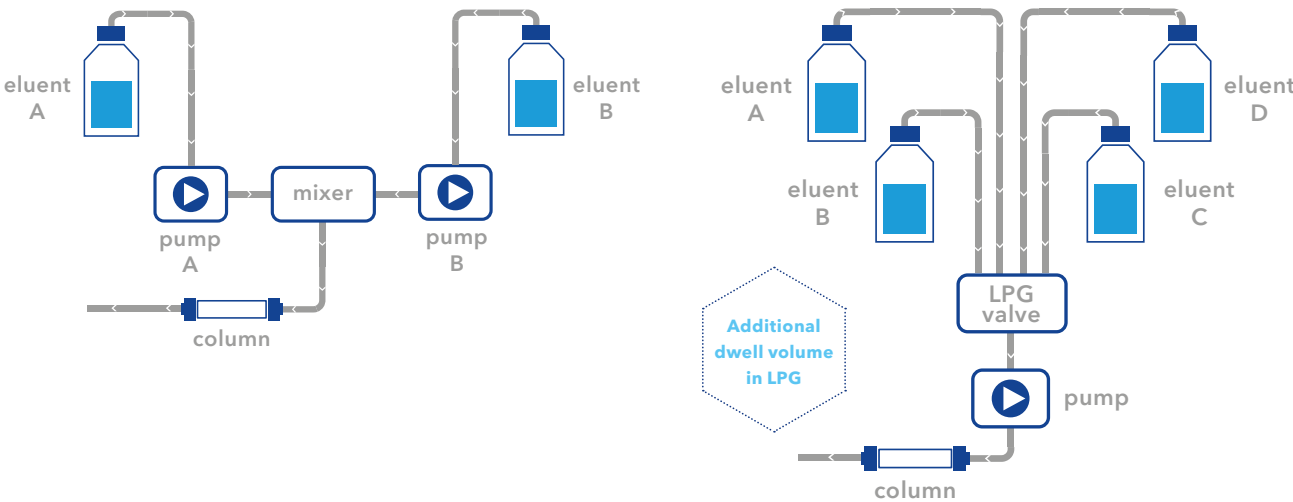 eluent
A
eluent
B
pump
A
mixer
pump
B
column
eluent
A
eluent
B
eluent
D
eluent
C
LPG
valve
Additional
dwell volume
in LPG
pump
column